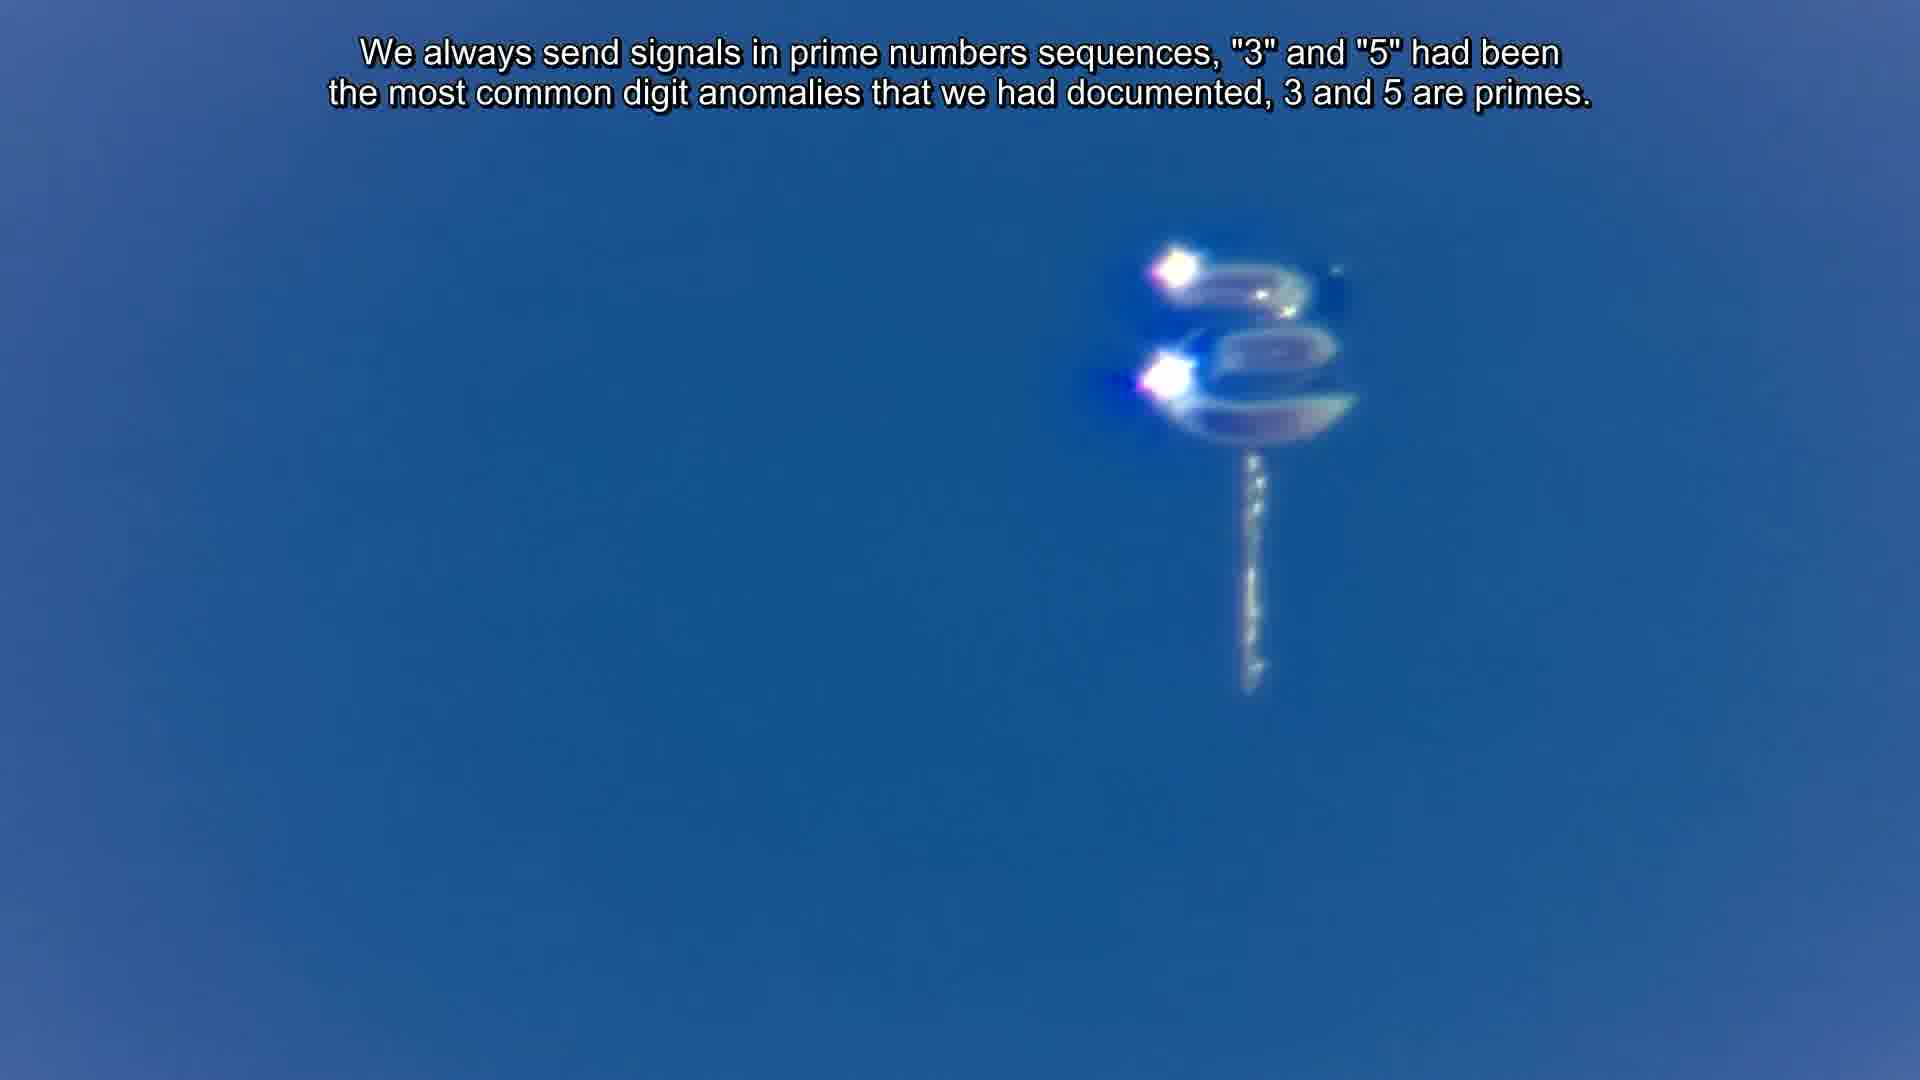 We always send signals in prime numbers sequences, "3" and "5" had been
the most common digit anomalies that we had documented, 3 and 5 are primes.